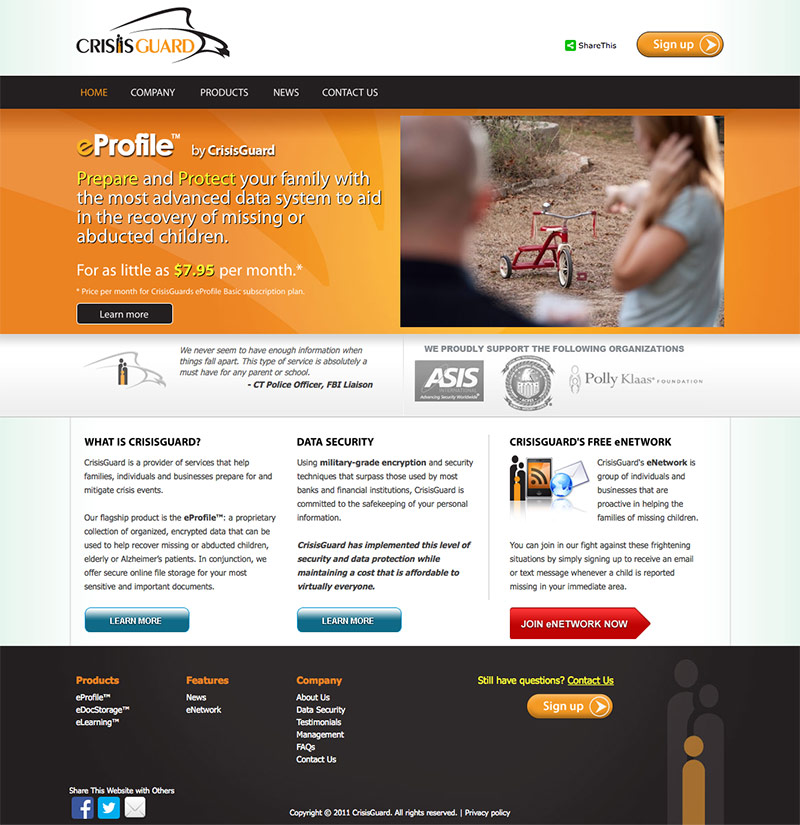 CRISIS GUARD
ShareThis
Sign up
HOME
COMPANY
PRODUCTS
NEWS
CONTACT US
eProfile™ by CrisisGuard
Prepare and Protect your family with
the most advanced data system to aid
in the recovery of missing or
abducted children.
For as little as $7.95 per month.*
* Price per month for CrisisGuards eProfile Basic subscription plan.
Learn more
We never seem to have enough information when
things fall apart. This type of service is absolutely a
must have for any parent or school.
- CT Police Officer, FBI Liaison
WE PROUDLY SUPPORT THE FOLLOWING ORGANIZATIONS
ASIS
INTERNATIONAL
Advancing Security Worldwide®
Polly Klaas® FOUNDATION
WHAT IS CRISISGUARD?
CrisisGuard is a provider of services that help
families, individuals and businesses prepare for and
mitigate crisis events.
Our flagship product is the eProfile™: a proprietary
collection of organized, encrypted data that can be
used to help recover missing or abducted children,
elderly or Alzheimer's patients. In conjunction, we
offer secure online file storage for your most
sensitive and important documents.
LEARN MORE
DATA SECURITY
Using military-grade encryption and security
techniques that surpass those used by most
banks and financial institutions, CrisisGuard is
committed to the safekeeping of your personal
information.
CrisisGuard has implemented this level of
security and data protection while
maintaining a cost that is affordable to
virtually everyone.
LEARN MORE
CRISISGUARD'S FREE eNETWORK
CrisisGuard's eNetwork is
group of individuals and
businesses that are
proactive in helping the
families of missing children.
You can join in our fight against these frightening
situations by simply signing up to receive an email
or text message whenever a child is reported
missing in your immediate area.
JOIN eNETWORK NOW
Products
eProfile™
eDocStorage™
eLearning™
Features
News
eNetwork
Company
About Us
Data Security
Testimonials
Management
FAQs
Contact Us
Still have questions? Contact Us
Sign up
Share This Website with Others
Copyright © 2011 CrisisGuard. All rights reserved. | Privacy policy